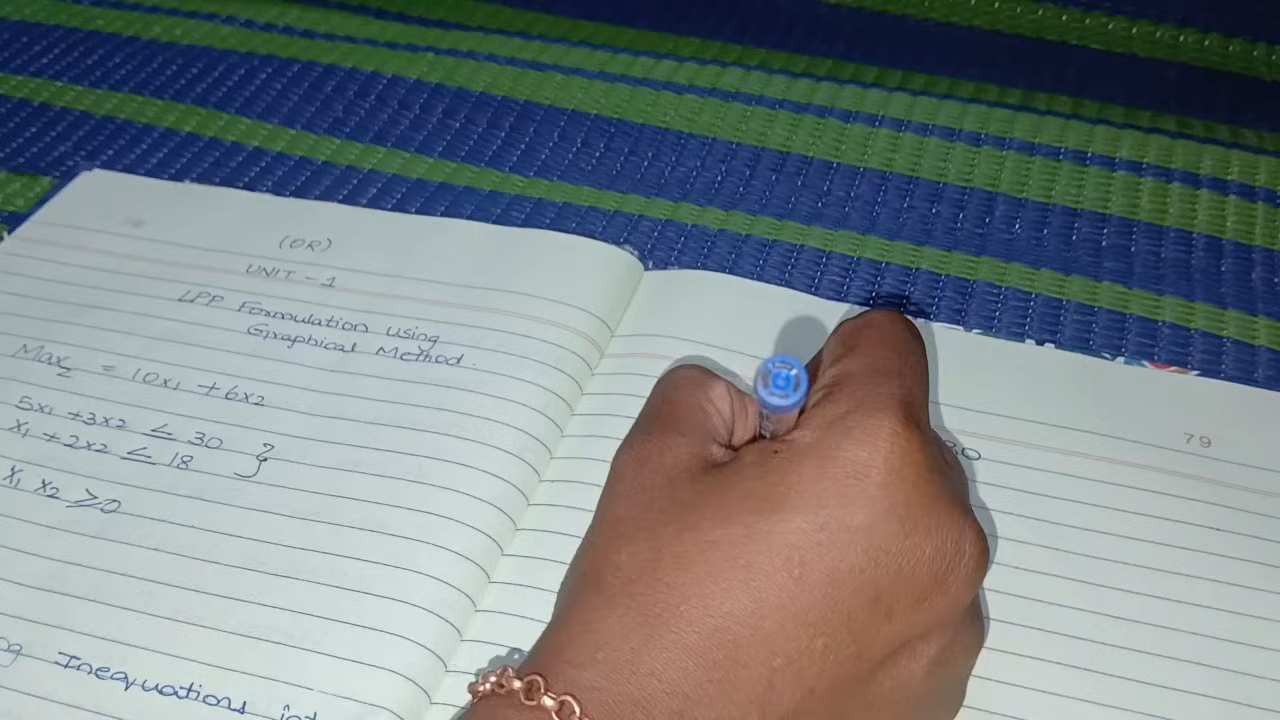 (OR)
UNIT - 1
LPP Formulation using
Graphical Method.
Max z = 10x1 + 6x2
5x1 + 3x2 ≤ 30 }
x1 + 2x2 ≤ 18
x1 x2 ≥ 0
Inequations
79